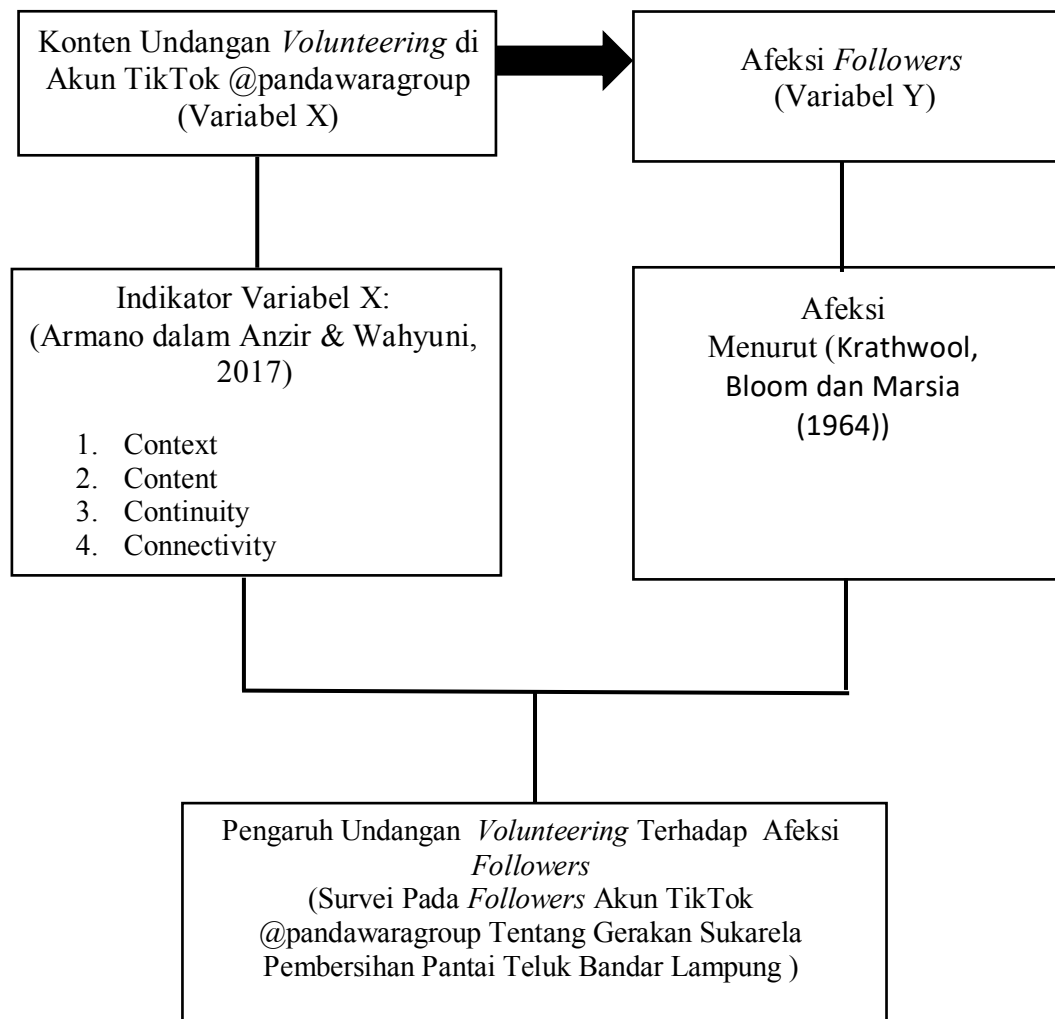 Konten Undangan Volunteering di
Akun TikTok @pandawaragroup
(Variabel X)
Afeksi Followers
(Variabel Y)
Indikator Variabel X:
(Armano dalam Anzir & Wahyuni,
2017)
1. Context
2. Content
3. Continuity
4. Connectivity
Afeksi
Menurut (Krathwool,
Bloom dan Marsia
(1964))
Pengaruh Undangan Volunteering Terhadap Afeksi
Followers
(Survei Pada Followers Akun TikTok
@pandawaragroup Tentang Gerakan Sukarela
Pembersihan Pantai Teluk Bandar Lampung )